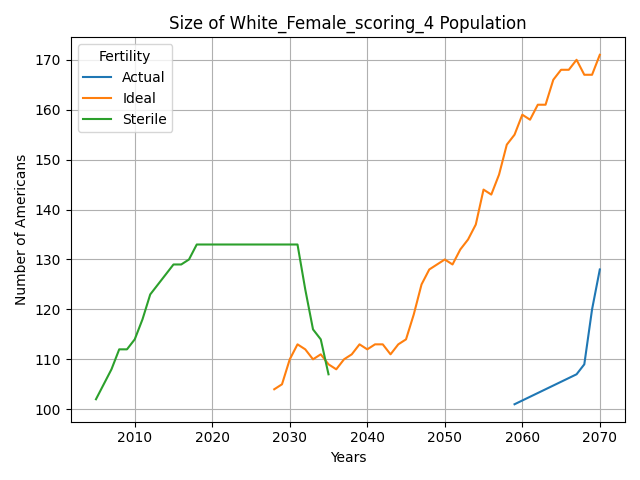 Size of White_Female_scoring_4 Population
Fertility
Actual
Ideal
Sterile
Number of Americans
170
160
150
140
130
120
110
100
2010 2020 2030 2040 2050 2060 2070
Years